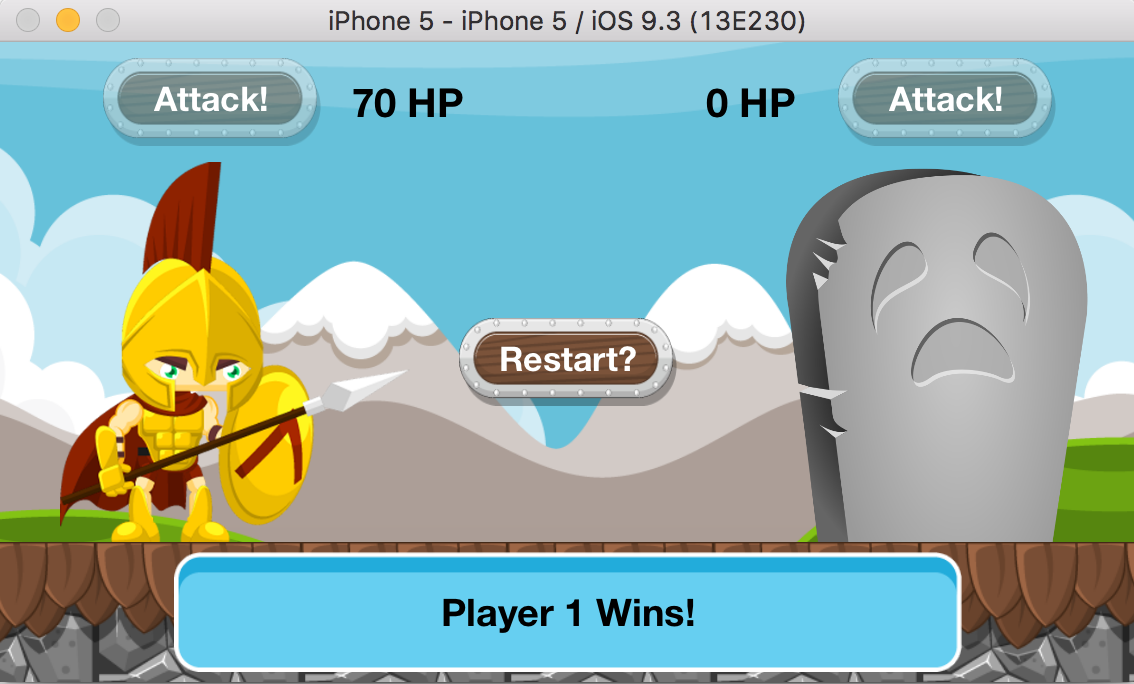 iPhone 5 - iPhone 5 / iOS 9.3 (13E230)
Attack!
70 HP
0 HP
Attack!
Restart?
Player 1 Wins!